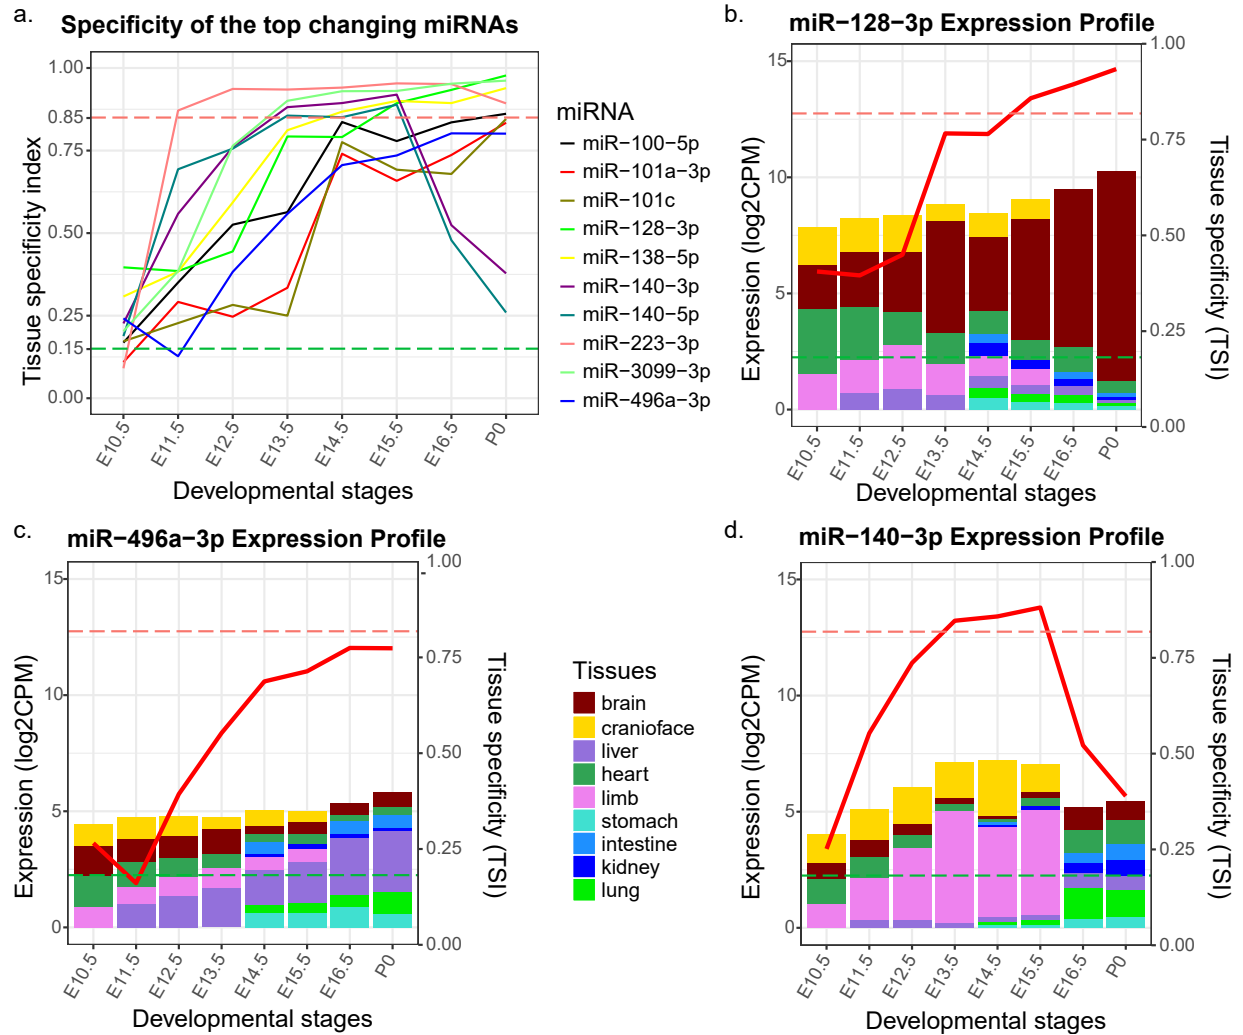 a.
Specificity of the top changing miRNAs
Tissue specificity index
1.00
0.85
0.75
0.50
0.25
0.15
0.00
E10.5
E11.5
E12.5
E13.5
E14.5
E15.5
E16.5
P0
Developmental stages
miRNA
miR−100−5p
miR−101a−3p
miR−101c
miR−128−3p
miR−138−5p
miR−140−3p
miR−140−5p
miR−223−3p
miR−3099−3p
miR−496a−3p
b.
miR−128−3p Expression Profile
Expression (log2CPM)
15
10
5
0
1.00
0.75
0.50
0.25
0.00
Tissue specificity (TSI)
E10.5
E11.5
E12.5
E13.5
E14.5
E15.5
E16.5
P0
Developmental stages
c.
miR−496a−3p Expression Profile
Expression (log2CPM)
15
10
5
0
1.00
0.75
0.50
0.25
0.00
Tissue specificity (TSI)
E10.5
E11.5
E12.5
E13.5
E14.5
E15.5
E16.5
P0
Developmental stages
Tissues
brain
cranioface
liver
heart
limb
stomach
intestine
kidney
lung
d.
miR−140−3p Expression Profile
Expression (log2CPM)
15
10
5
0
1.00
0.75
0.50
0.25
0.00
Tissue specificity (TSI)
E10.5
E11.5
E12.5
E13.5
E14.5
E15.5
E16.5
P0
Developmental stages